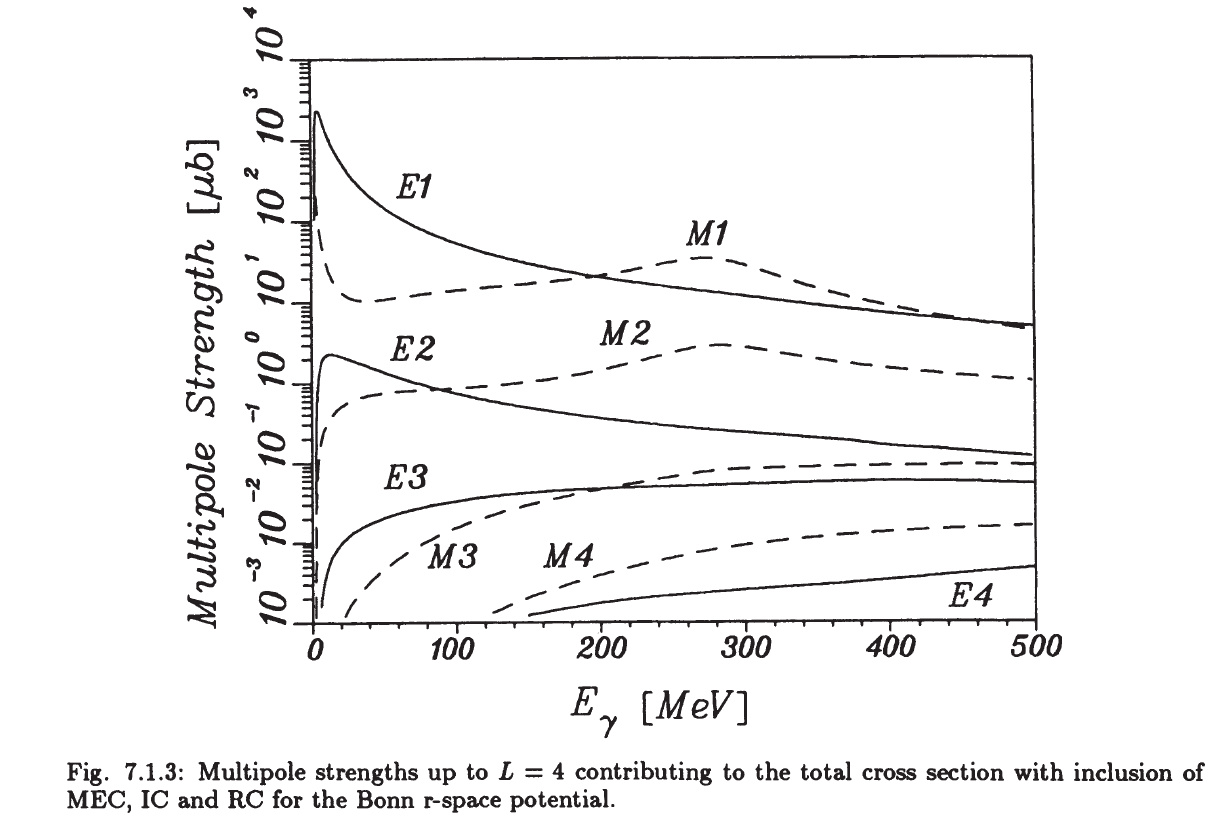 10^4
10^3
10^2
10^1
10^0
10^-1
10^-2
10^-3
Multipole Strength [μb]
E1
M1
M2
E2
E3
M3
M4
E4
0 100 200 300 400 500
E_γ [MeV]
Fig. 7.1.3: Multipole strengths up to L = 4 contributing to the total cross section with inclusion of
MEC, IC and RC for the Bonn r-space potential.